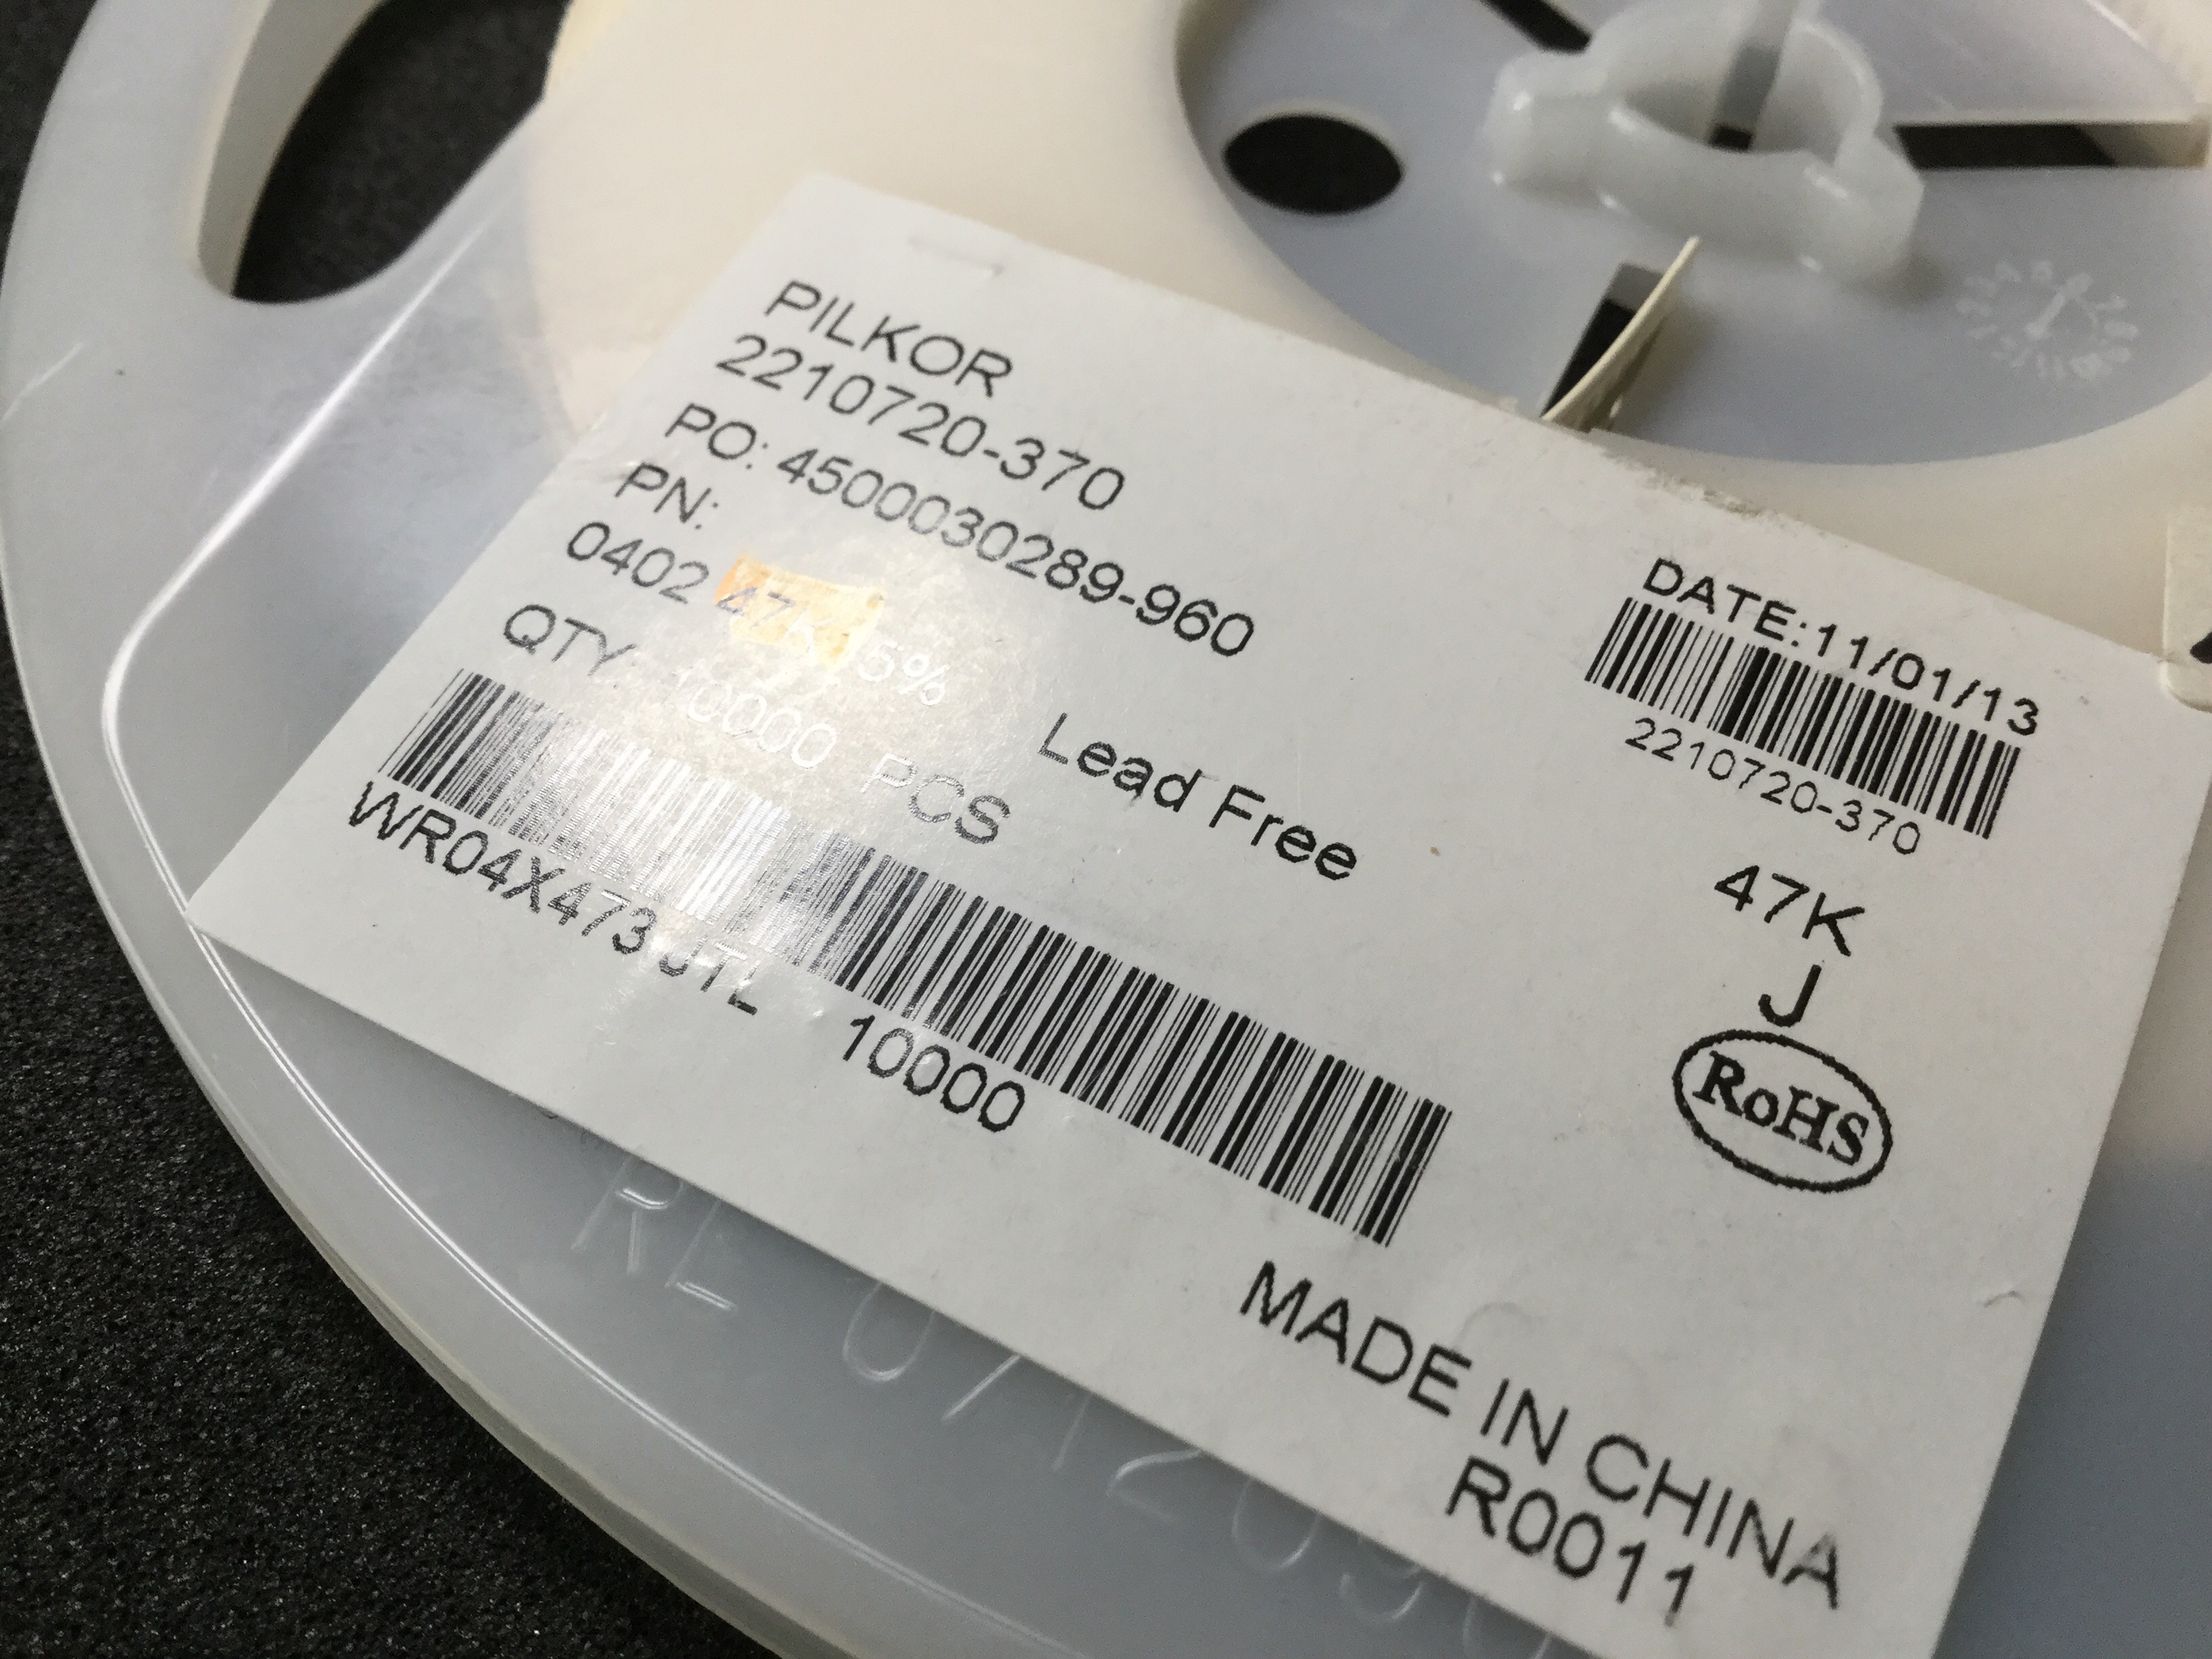 PILKOR
2210720-370
PO: 4500030289-960
PN:
0402 47K 5%
QTY: 10000 PCS
Lead Free
WR04X473 JTL 10000
DATE:11/01/13
2210720-370
47K
J
RoHS
MADE IN CHINA
R0011